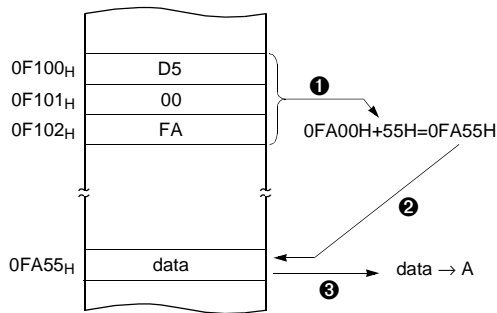 0F100H D5
0F101H 00
❶
0F102H FA
0FA00H+55H=0FA55H
❷
0FA55H data
data → A
❸